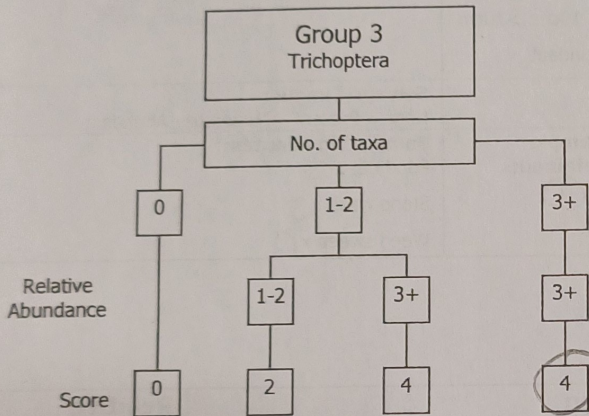 Group 3
Trichoptera
No. of taxa
0
1-2
3+
Relative
Abundance
1-2
3+
3+
Score
0
2
4
4